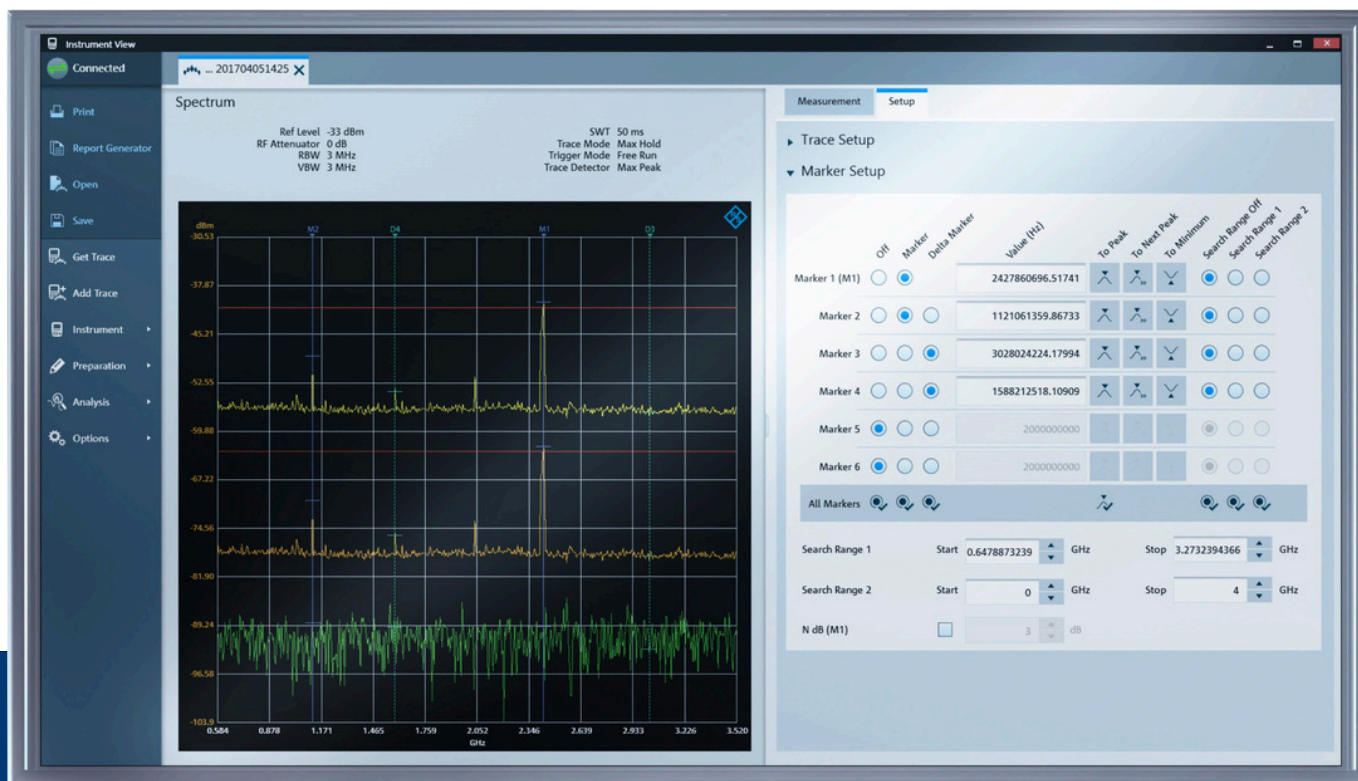 Instrument View
Connected
... 201704051425
Print
Report Generator
Open
Save
Get Trace
Add Trace
Instrument
Preparation
Analysis
Options
Spectrum
Ref Level -33 dBm
RF Attenuator 0 dB
RBW 3 MHz
VBW 3 MHz
SWT 50 ms
Trace Mode Max Hold
Trigger Mode Free Run
Trace Detector Max Peak
dBm
M2 D4 M1 D3
-30.53
-37.87
-45.21
-52.55
-59.88
-67.22
-74.56
-81.90
-89.24
-96.58
-103.9
0.584 0.878 1.171 1.465 1.759 2.052 2.346 2.639 2.933 3.226 3.520
GHz
Measurement Setup
Trace Setup
Marker Setup
Off Marker Delta Marker Value (Hz) To Peak To Next Peak To Minimum Search Range Off Search Range 1 Search Range 2
Marker 1 (M1) 2427860696.51741
Marker 2 1121061359.86733
Marker 3 3028024224.17994
Marker 4 1588212518.10909
Marker 5 2000000000
Marker 6 2000000000
All Markers
Search Range 1 Start 0.6478873239 GHz Stop 3.2732394366 GHz
Search Range 2 Start 0 GHz Stop 4 GHz
N dB (M1) 3 dB